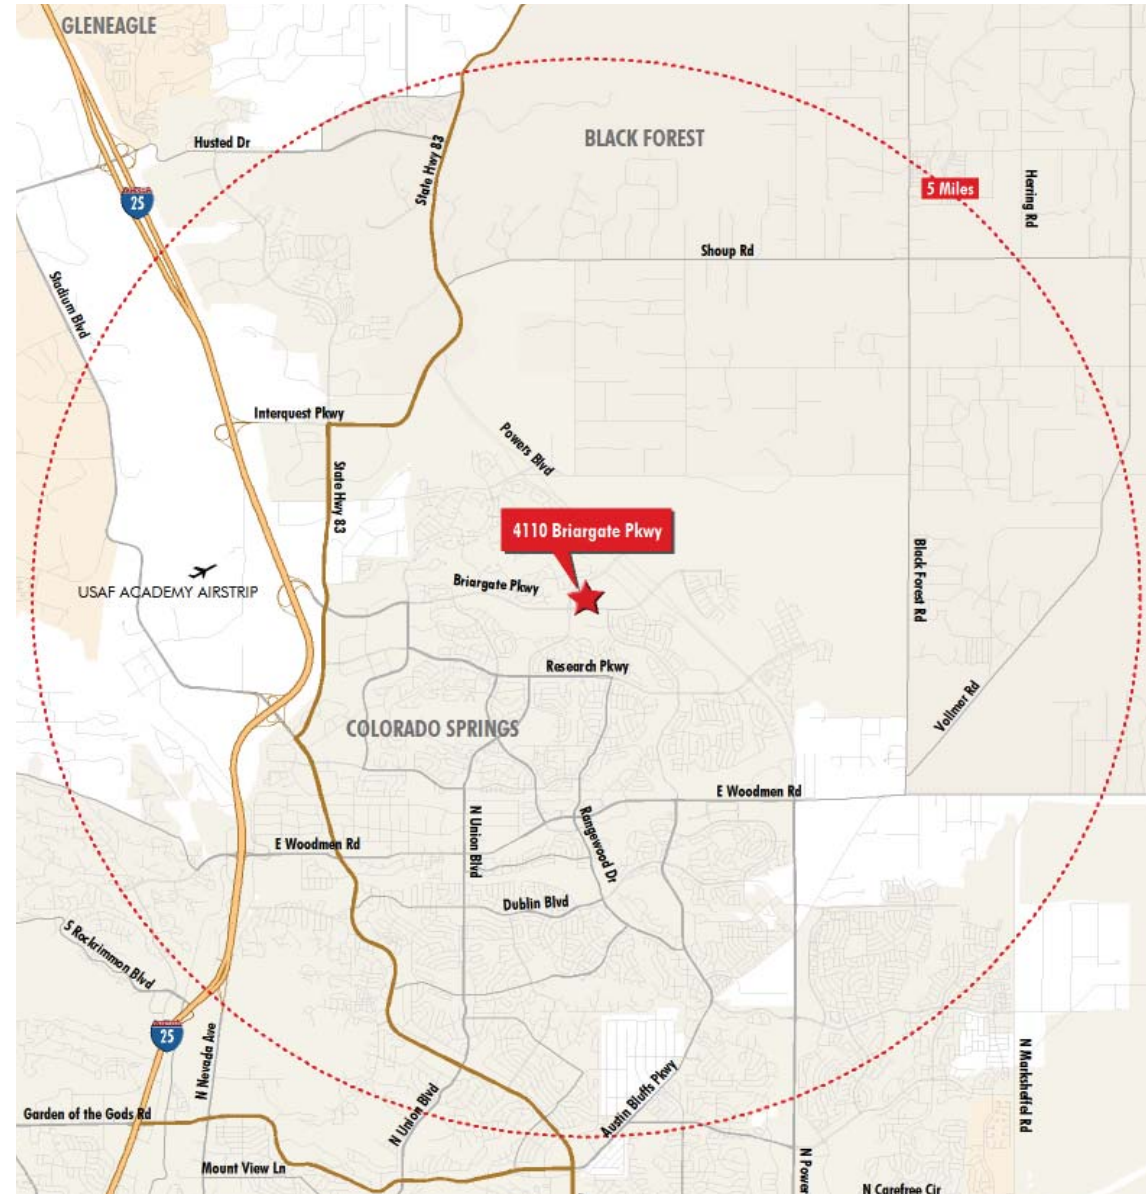 GLENEAGLE
Husted Dr
State Hwy 83
BLACK FOREST
5 Miles
Herring Rd
25
Shoup Rd
Stadium Blvd
Interquest Pkwy
Powers Blvd
State Hwy 83
4110 Briargate Pkwy
Black Forest Rd
USAF ACADEMY AIRSTRIP
Briargate Pkwy
Research Pkwy
Vollmer Rd
COLORADO SPRINGS
E Woodmen Rd
N Union Blvd
Rangewood Dr
E Woodmen Rd
Dublin Blvd
S Rockrimmon Blvd
25
N Nevada Ave
N Marksheffel Rd
Garden of the Gods Rd
N Union Blvd
Austin Bluffs Pkwy
Mount View Ln
N Power
N Carefree Cir